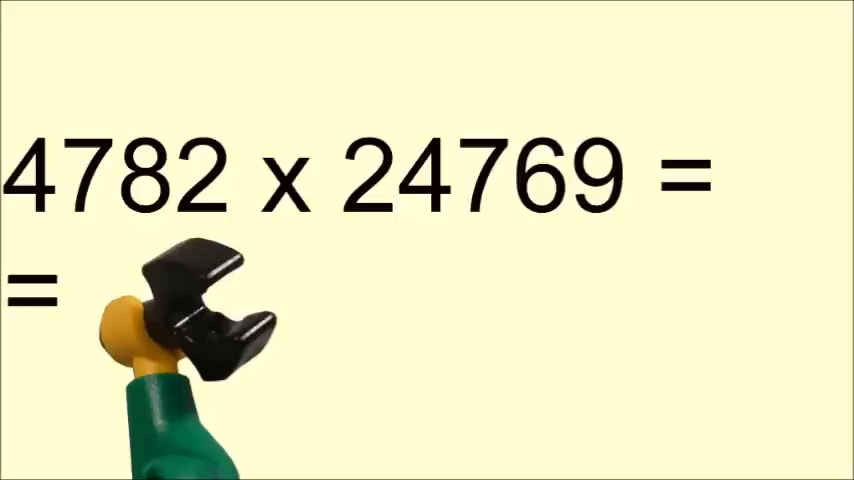 4782 x 24769 =
=